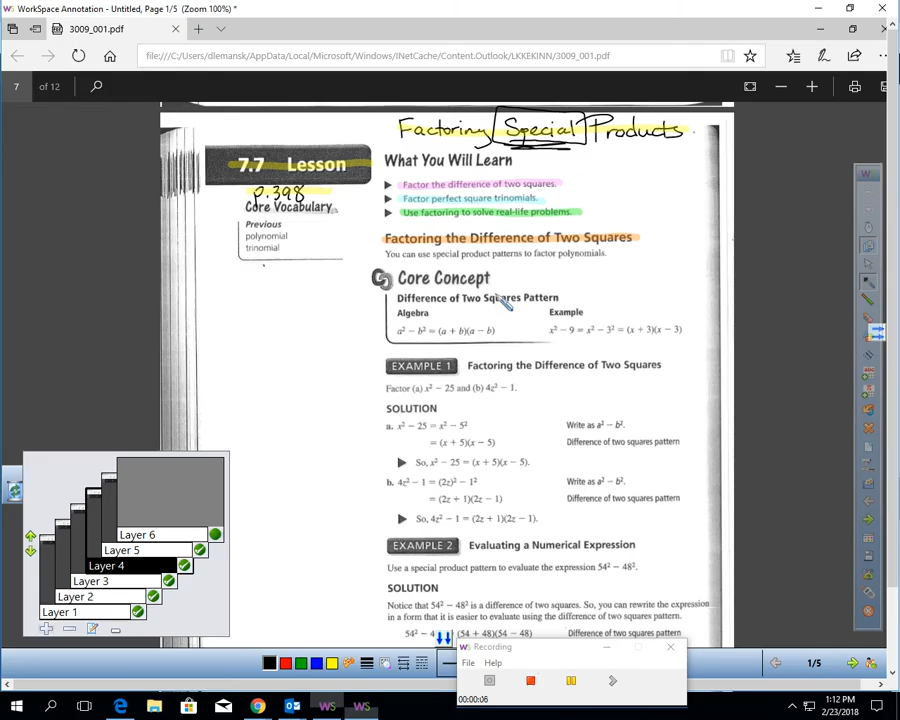 WorkSpace Annotation - Untitled, Page 1/5 (Zoom 100%) *
3009_001.pdf
file:///C:/Users/dlemansk/AppData/Local/Microsoft/Windows/INetCache/Content.Outlook/LKKEKINN/3009_001.pdf
7 of 12
Factoring Special Products
7.7 Lesson
p.398
Core Vocabulary
Previous
polynomial
trinomial
What You Will Learn
Factor the difference of two squares.
Factor perfect square trinomials.
Use factoring to solve real-life problems.
Factoring the Difference of Two Squares
You can use special product patterns to factor polynomials.
Core Concept
Difference of Two Squares Pattern
Algebra Example
a² − b² = (a + b)(a − b) x² − 9 = x² − 3² = (x + 3)(x − 3)
EXAMPLE 1 Factoring the Difference of Two Squares
Factor (a) x² − 25 and (b) 4z² − 1.
SOLUTION
a. x² − 25 = x² − 5² Write as a² − b².
= (x + 5)(x − 5) Difference of two squares pattern
So, x² − 25 = (x + 5)(x − 5).
b. 4z² − 1 = (2z)² − 1² Write as a² − b².
= (2z + 1)(2z − 1) Difference of two squares pattern
So, 4z² − 1 = (2z + 1)(2z − 1).
EXAMPLE 2 Evaluating a Numerical Expression
Use a special product pattern to evaluate the expression 54² − 48².
SOLUTION
Notice that 54² − 48² is a difference of two squares. So, you can rewrite the expression
in a form that it is easier to evaluate using the difference of two squares pattern.
54² − 4 (54 + 48)(54 − 48) Difference of two squares pattern
Layer 6
Layer 5
Layer 4
Layer 3
Layer 2
Layer 1
Recording
File Help
00:00:06
1/5
1:12 PM
2/23/2018